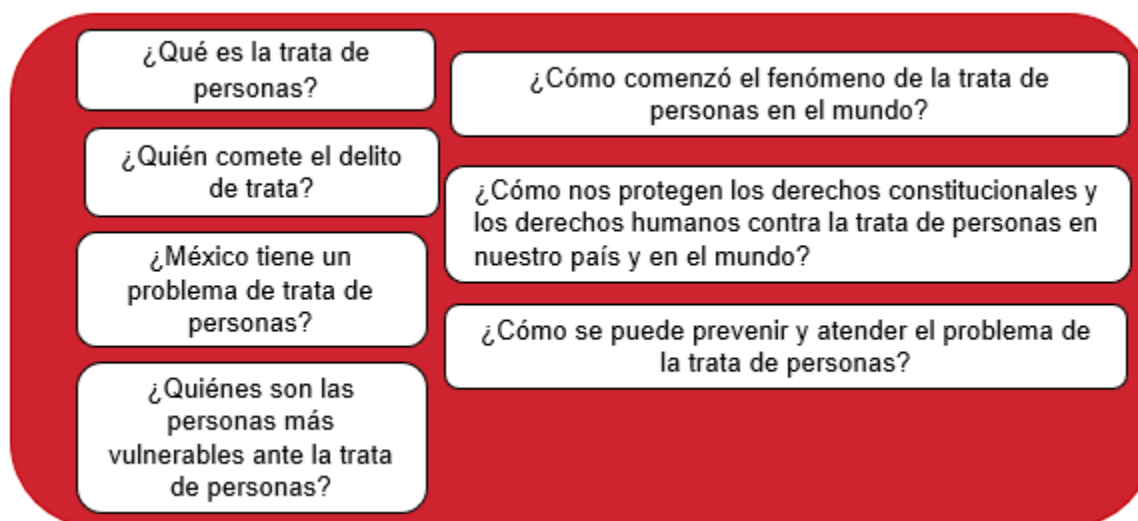 ¿Qué es la trata de
personas?
¿Quién comete el delito
de trata?
¿México tiene un
problema de trata de
personas?
¿Quiénes son las
personas más
vulnerables ante la trata
de personas?
¿Cómo comenzó el fenómeno de la trata de
personas en el mundo?
¿Cómo nos protegen los derechos constitucionales y
los derechos humanos contra la trata de personas en
nuestro país y en el mundo?
¿Cómo se puede prevenir y atender el problema de
la trata de personas?